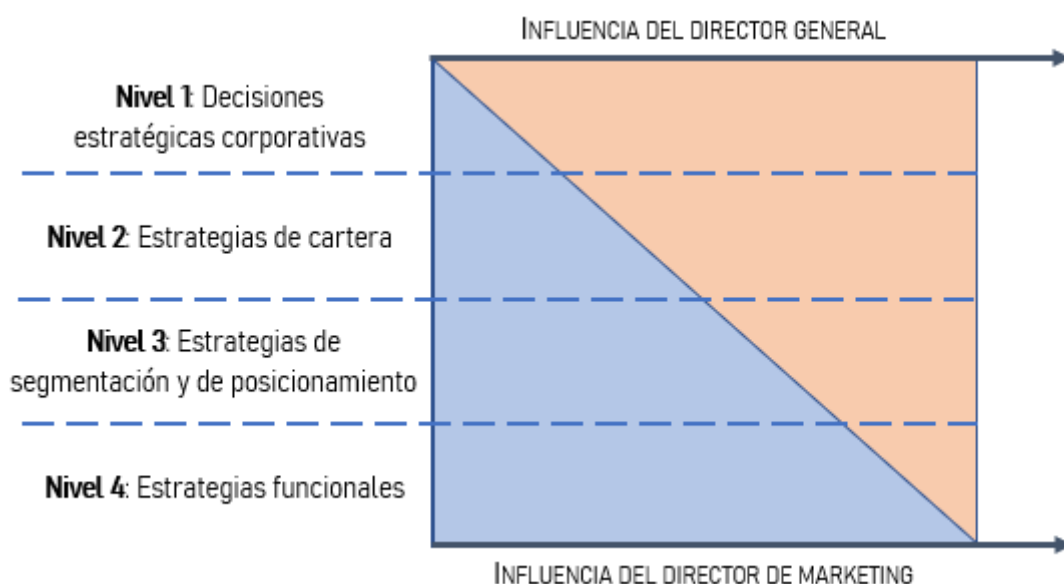 INFLUENCIA DEL DIRECTOR GENERAL
Nivel 1: Decisiones
estratégicas corporativas
Nivel 2: Estrategias de cartera
Nivel 3: Estrategias de
segmentación y de posicionamiento
Nivel 4: Estrategias funcionales
INFLUENCIA DEL DIRECTOR DE MARKETING